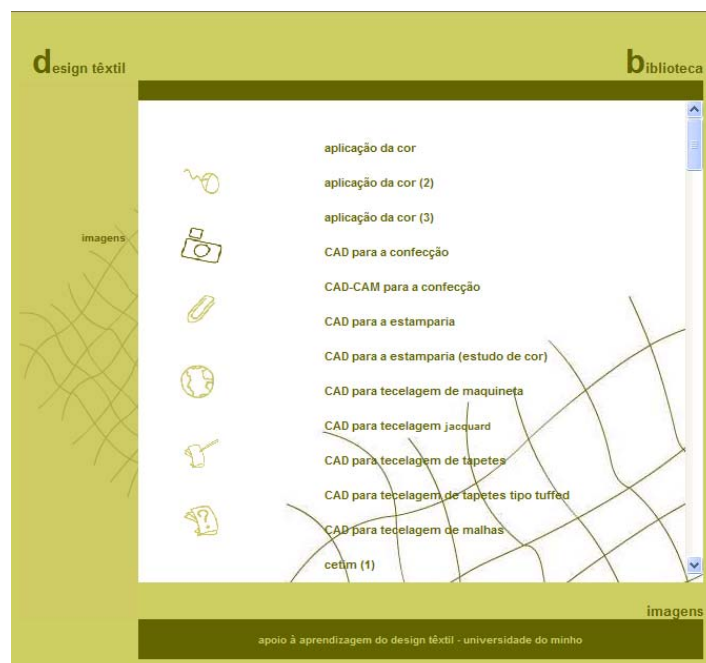 design têxtil
biblioteca
imagens
aplicação da cor
aplicação da cor (2)
aplicação da cor (3)
CAD para a confecção
CAD-CAM para a confecção
CAD para a estamparia
CAD para a estamparia (estudo de cor)
CAD para tecelagem de maquineta
CAD para tecelagem jacquard
CAD para tecelagem de tapetes
CAD para tecelagem de tapetes tipo tuffed
CAD para tecelagem de malhas
cetim (1)
imagens
apoio à aprendizagem do design têxtil - universidade do minho